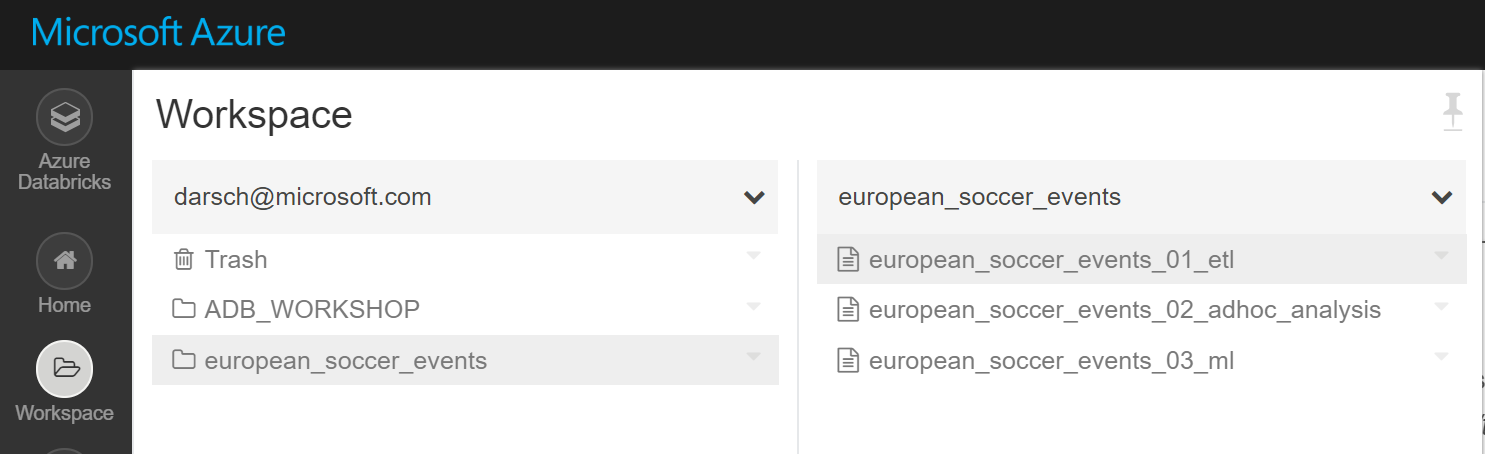 Microsoft Azure
Azure
Databricks
Home
Workspace
Workspace
darsch@microsoft.com
Trash
ADB_WORKSHOP
european_soccer_events
european_soccer_events
european_soccer_events_01_etl
european_soccer_events_02_adhoc_analysis
european_soccer_events_03_ml